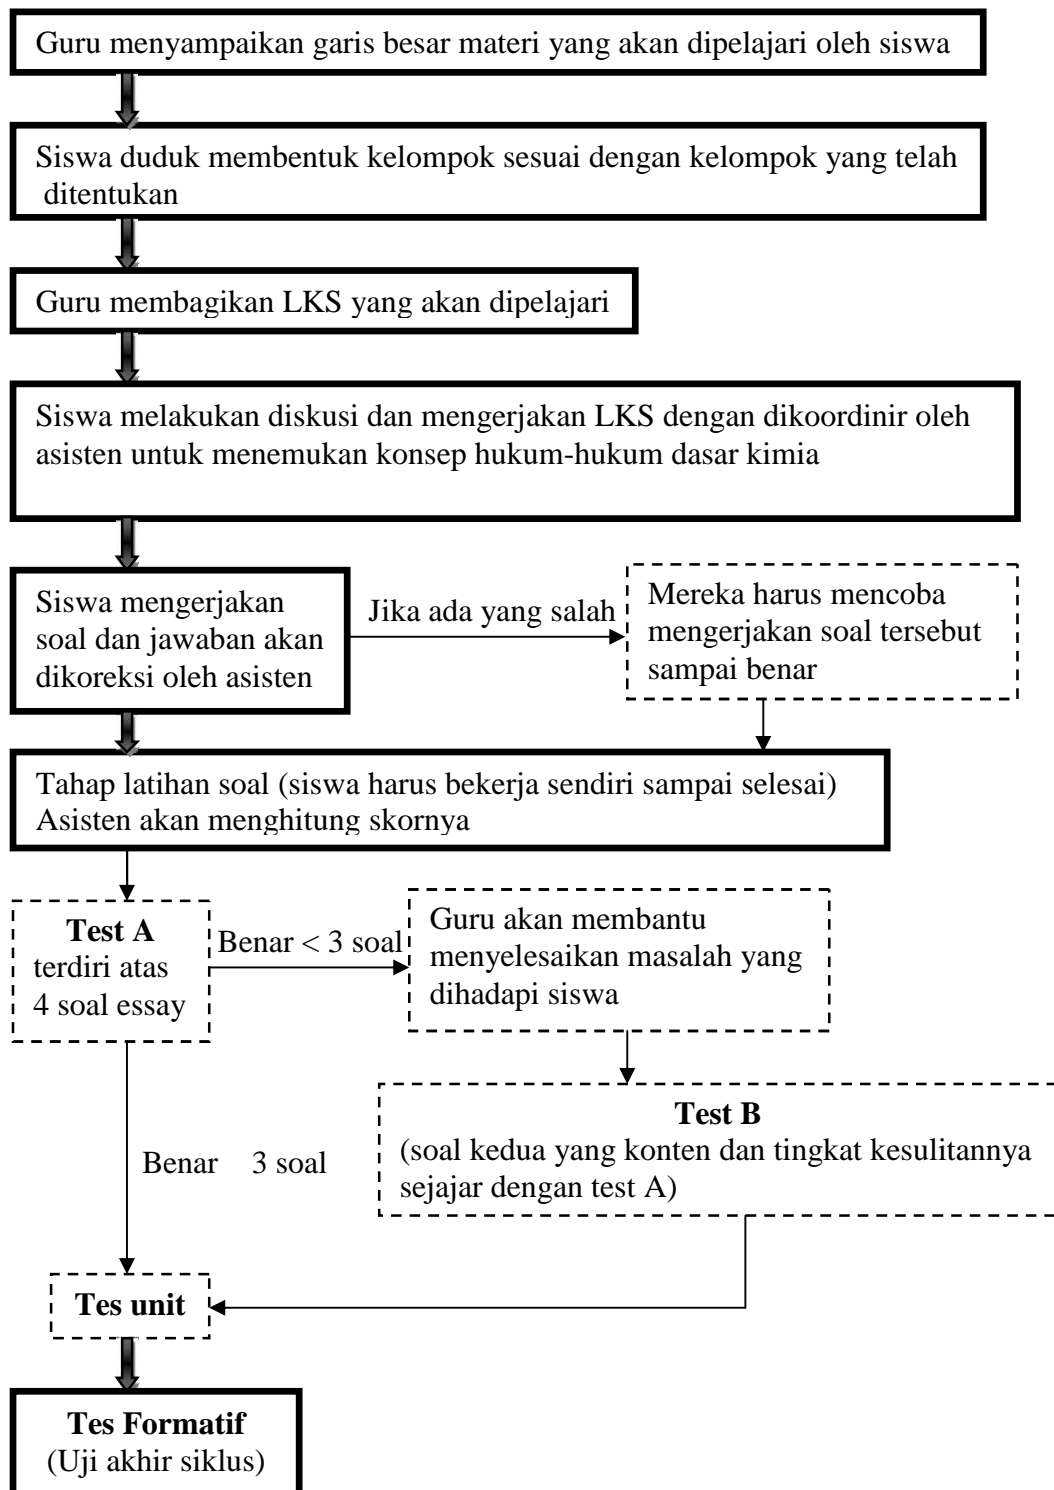 Guru menyampaikan garis besar materi yang akan dipelajari oleh siswa
Siswa duduk membentuk kelompok sesuai dengan kelompok yang telah
ditentukan
Guru membagikan LKS yang akan dipelajari
Siswa melakukan diskusi dan mengerjakan LKS dengan dikoordinir oleh
asisten untuk menemukan konsep hukum-hukum dasar kimia
Siswa mengerjakan
soal dan jawaban akan
dikoreksi oleh asisten
Jika ada yang salah
Mereka harus mencoba
mengerjakan soal tersebut
sampai benar
Tahap latihan soal (siswa harus bekerja sendiri sampai selesai)
Asisten akan menghitung skornya
Test A
terdiri atas
4 soal essay
Benar < 3 soal
Guru akan membantu
menyelesaikan masalah yang
dihadapi siswa
Test B
(soal kedua yang konten dan tingkat kesulitannya
sejajar dengan test A)
Benar 3 soal
Tes unit
Tes Formatif
(Uji akhir siklus)